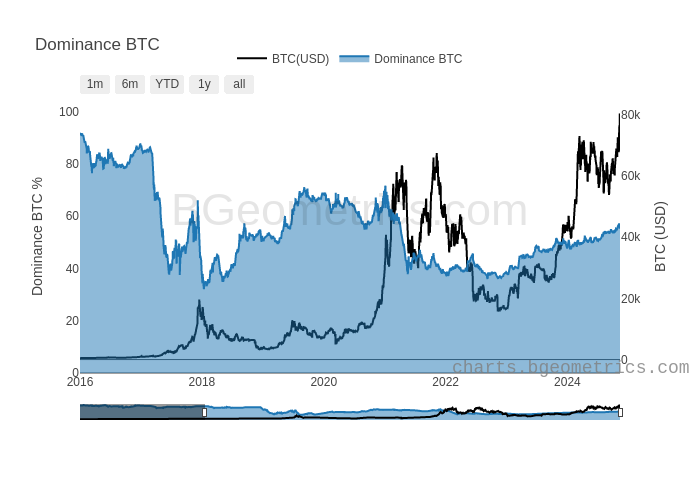 Dominance BTC
BTC(USD) Dominance BTC
1m 6m YTD 1y all
Dominance BTC %
100
80
60
40
20
0
80k
60k
40k
20k
0
BTC (USD)
BGeometrics.com
charts.bgeometrics.com
2016 2018 2020 2022 2024